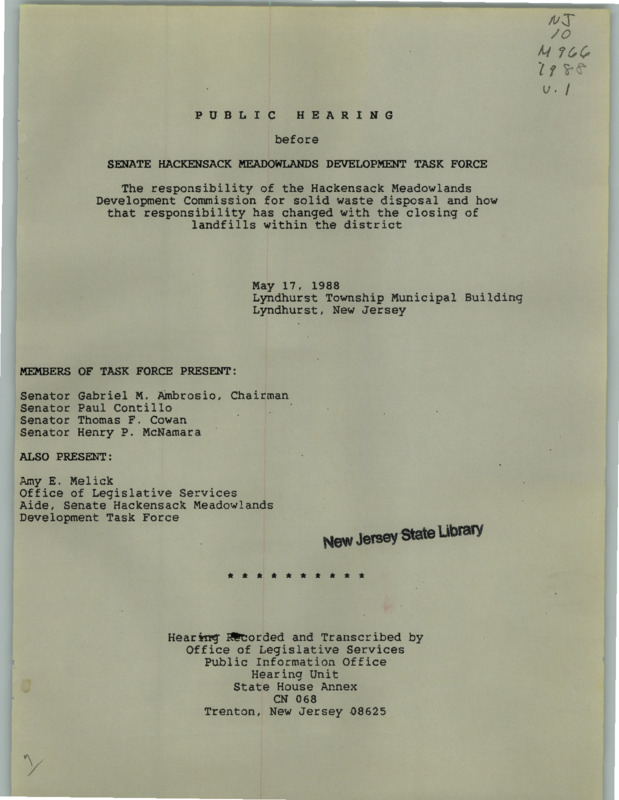 NJ
10
M966
1988
v.1
PUBLIC HEARING
before
SENATE HACKENSACK MEADOWLANDS DEVELOPMENT TASK FORCE
The responsibility of the Hackensack Meadowlands
Development Commission for solid waste disposal and how
that responsibility has changed with the closing of
landfills within the district
May 17, 1988
Lyndhurst Township Municipal Building
Lyndhurst, New Jersey
MEMBERS OF TASK FORCE PRESENT:
Senator Gabriel M. Ambrosio, Chairman
Senator Paul Contillo
Senator Thomas F. Cowan
Senator Henry P. McNamara
ALSO PRESENT:
Amy E. Melick
Office of Legislative Services
Aide, Senate Hackensack Meadowlands
Development Task Force
New Jersey State Library
* * * * * * * * * *
Hearing Recorded and Transcribed by
Office of Legislative Services
Public Information Office
Hearing Unit
State House Annex
CN 068
Trenton, New Jersey 08625